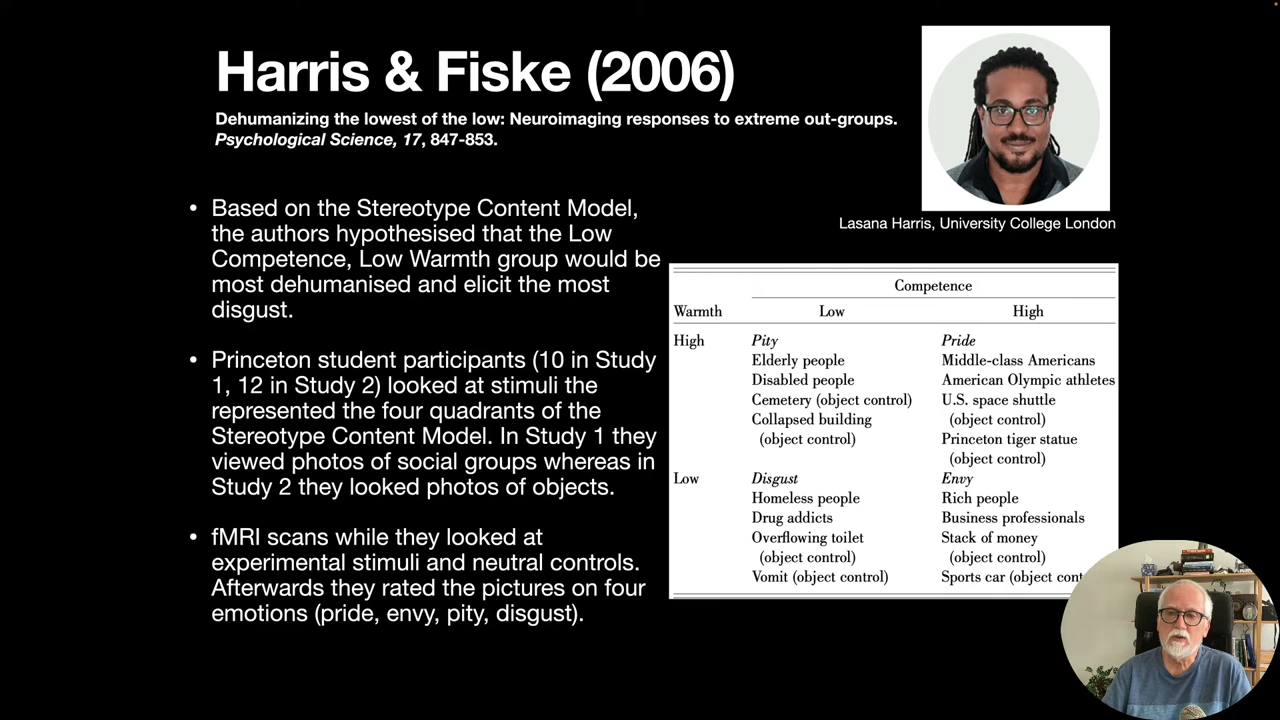 Harris & Fiske (2006)
Dehumanizing the lowest of the low: Neuroimaging responses to extreme out-groups.
Psychological Science, 17, 847-853.
Lasana Harris, University College London
• Based on the Stereotype Content Model,
the authors hypothesised that the Low
Competence, Low Warmth group would be
most dehumanised and elicit the most
disgust.
• Princeton student participants (10 in Study
1, 12 in Study 2) looked at stimuli the
represented the four quadrants of the
Stereotype Content Model. In Study 1 they
viewed photos of social groups whereas in
Study 2 they looked photos of objects.
• fMRI scans while they looked at
experimental stimuli and neutral controls.
Afterwards they rated the pictures on four
emotions (pride, envy, pity, disgust).
Competence
Warmth Low High
High Pity Pride
Elderly people Middle-class Americans
Disabled people American Olympic athletes
Cemetery (object control) U.S. space shuttle
Collapsed building (object control)
(object control) Princeton tiger statue
(object control)
Low Disgust Envy
Homeless people Rich people
Drug addicts Business professionals
Overflowing toilet Stack of money
(object control) (object control)
Vomit (object control) Sports car (object